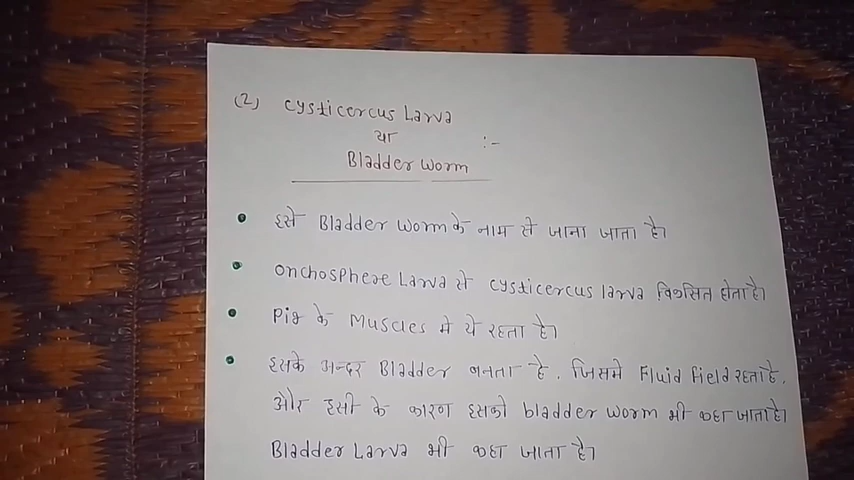 (2) Cysticercus Larva
या :-
Bladder Worm
• इसे Bladder Worm के नाम से जाना जाता है।
• Onchosphere Larva से cysticercus larva विकसित होता है।
• Pig के Muscles मे ये रहता है।
• इसके अन्दर Bladder बनता है, जिसमे Fluid Field रहता है,
और इसी के कारण इसको bladder worm भी कहा जाता है।
Bladder Larva भी कहा जाता है।